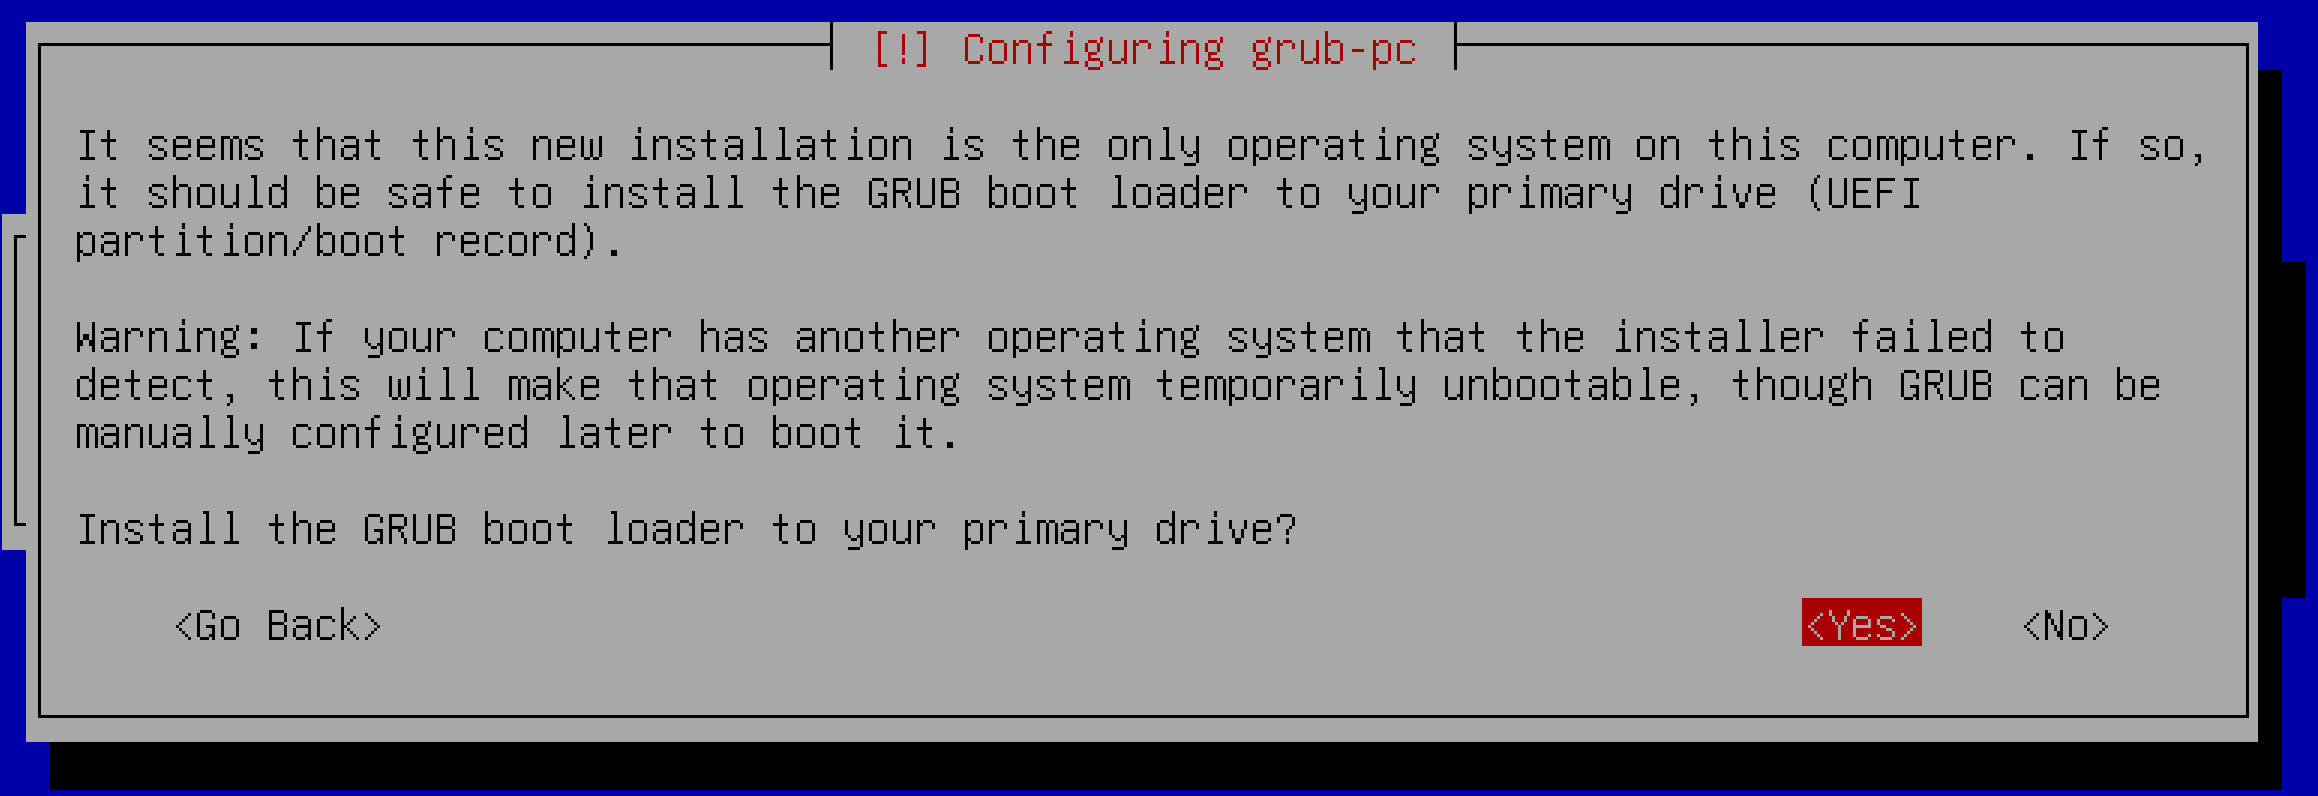 [!] Configuring grub-pc
It seems that this new installation is the only operating system on this computer. If so,
it should be safe to install the GRUB boot loader to your primary drive (UEFI
partition/boot record).
Warning: If your computer has another operating system that the installer failed to
detect, this will make that operating system temporarily unbootable, though GRUB can be
manually configured later to boot it.
Install the GRUB boot loader to your primary drive?
<Go Back> <Yes> <No>